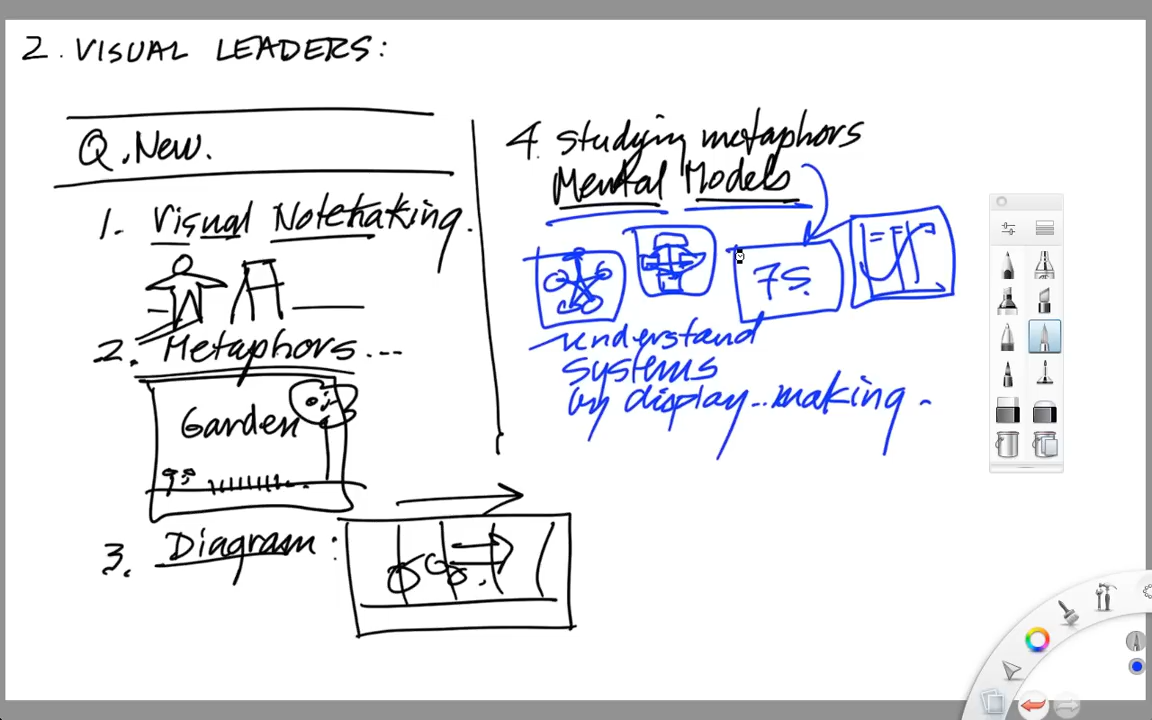 2. VISUAL LEADERS:
Q. New.
1. Visual Notetaking.
2. Metaphors...
Garden
3. Diagram:
4. Studying metaphors
Mental Models
7S.
understand
systems
by display..making -